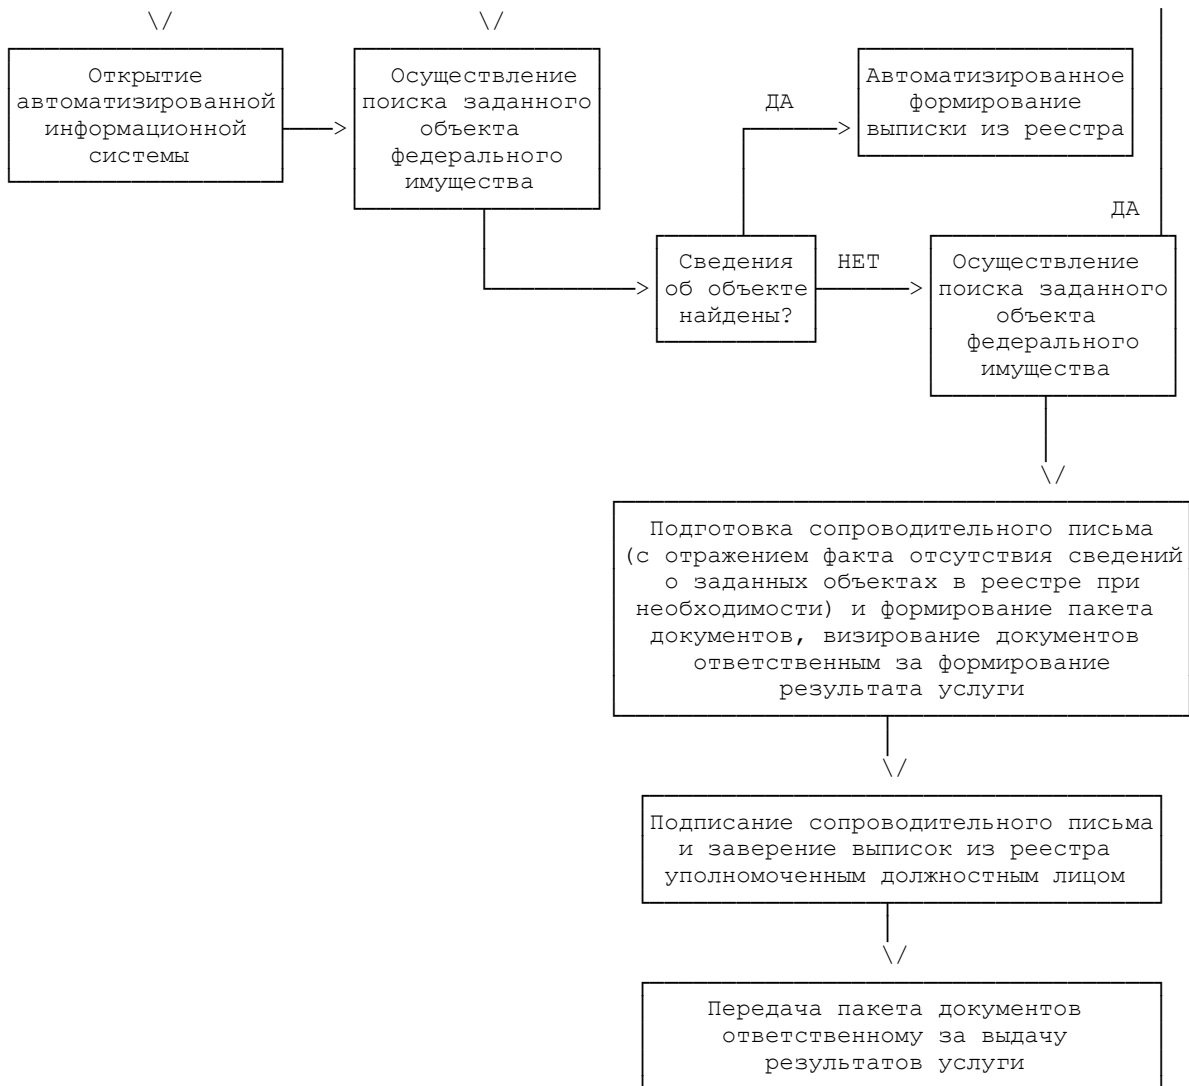 Открытие
автоматизированной
информационной
системы
Осуществление
поиска заданного
объекта
федерального
имущества
ДА
Автоматизированное
формирование
выписки из реестра
Сведения
об объекте
найдены?
НЕТ
ДА
Осуществление
поиска заданного
объекта
федерального
имущества
Подготовка сопроводительного письма
(с отражением факта отсутствия сведений
о заданных объектах в реестре при
необходимости) и формирование пакета
документов, визирование документов
ответственным за формирование
результата услуги
Подписание сопроводительного письма
и заверение выписок из реестра
уполномоченным должностным лицом
Передача пакета документов
ответственному за выдачу
результатов услуги